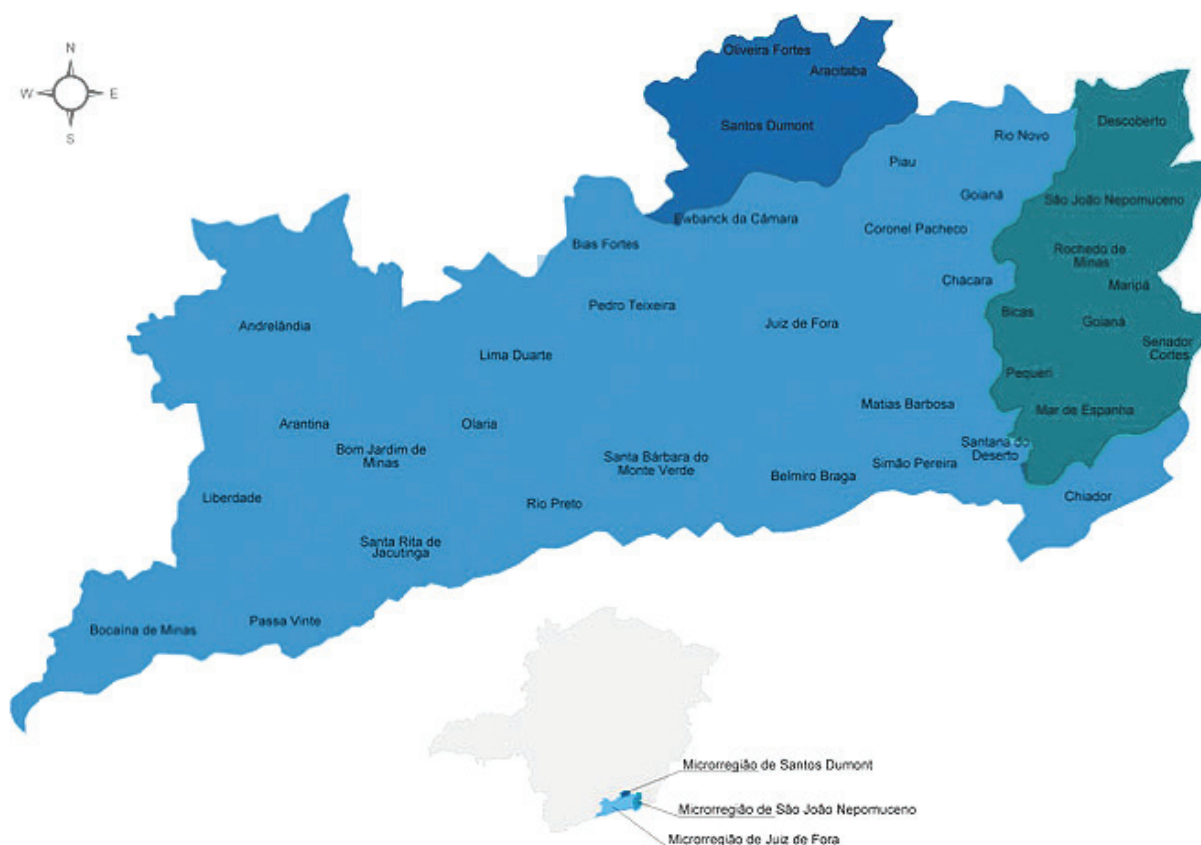 N
W
E
S
Oliveira Fortes
Aracitaba
Santos Dumont
Descoberto
Rio Novo
Piau
Goianá
São João Nepomuceno
Ewbanck da Câmara
Coronel Pacheco
Bias Fortes
Rochedo de
Minas
Chácara
Maripá
Pedro Teixeira
Bicas
Andrelândia
Juiz de Fora
Goianá
Senador
Cortes
Lima Duarte
Pequeri
Matias Barbosa
Mar de Espanha
Arantina
Olaria
Bom Jardim de
Minas
Santana do
Deserto
Santa Bárbara do
Monte Verde
Simão Pereira
Belmiro Braga
Liberdade
Chiador
Rio Preto
Santa Rita de
Jacutinga
Passa Vinte
Bocaína de Minas
Microrregião de Santos Dumont
Microrregião de São João Nepomuceno
Microrregião de Juiz de Fora